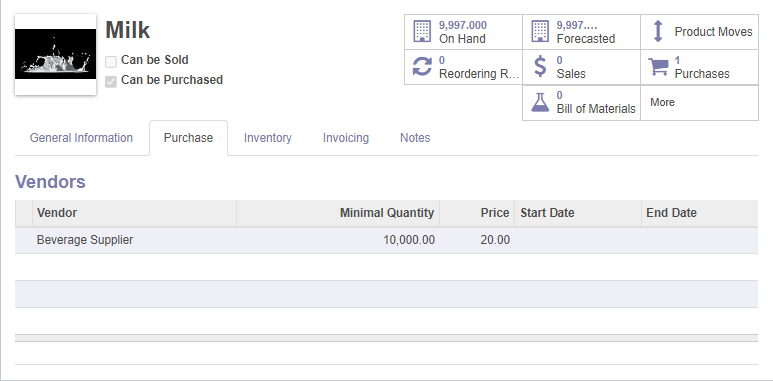 Milk
Can be Sold
Can be Purchased
9,997.000
On Hand
9,997....
Forecasted
Product Moves
0
Reordering R...
0
Sales
1
Purchases
0
Bill of Materials
More
General Information Purchase Inventory Invoicing Notes
Vendors
Vendor Minimal Quantity Price Start Date End Date
Beverage Supplier 10,000.00 20.00